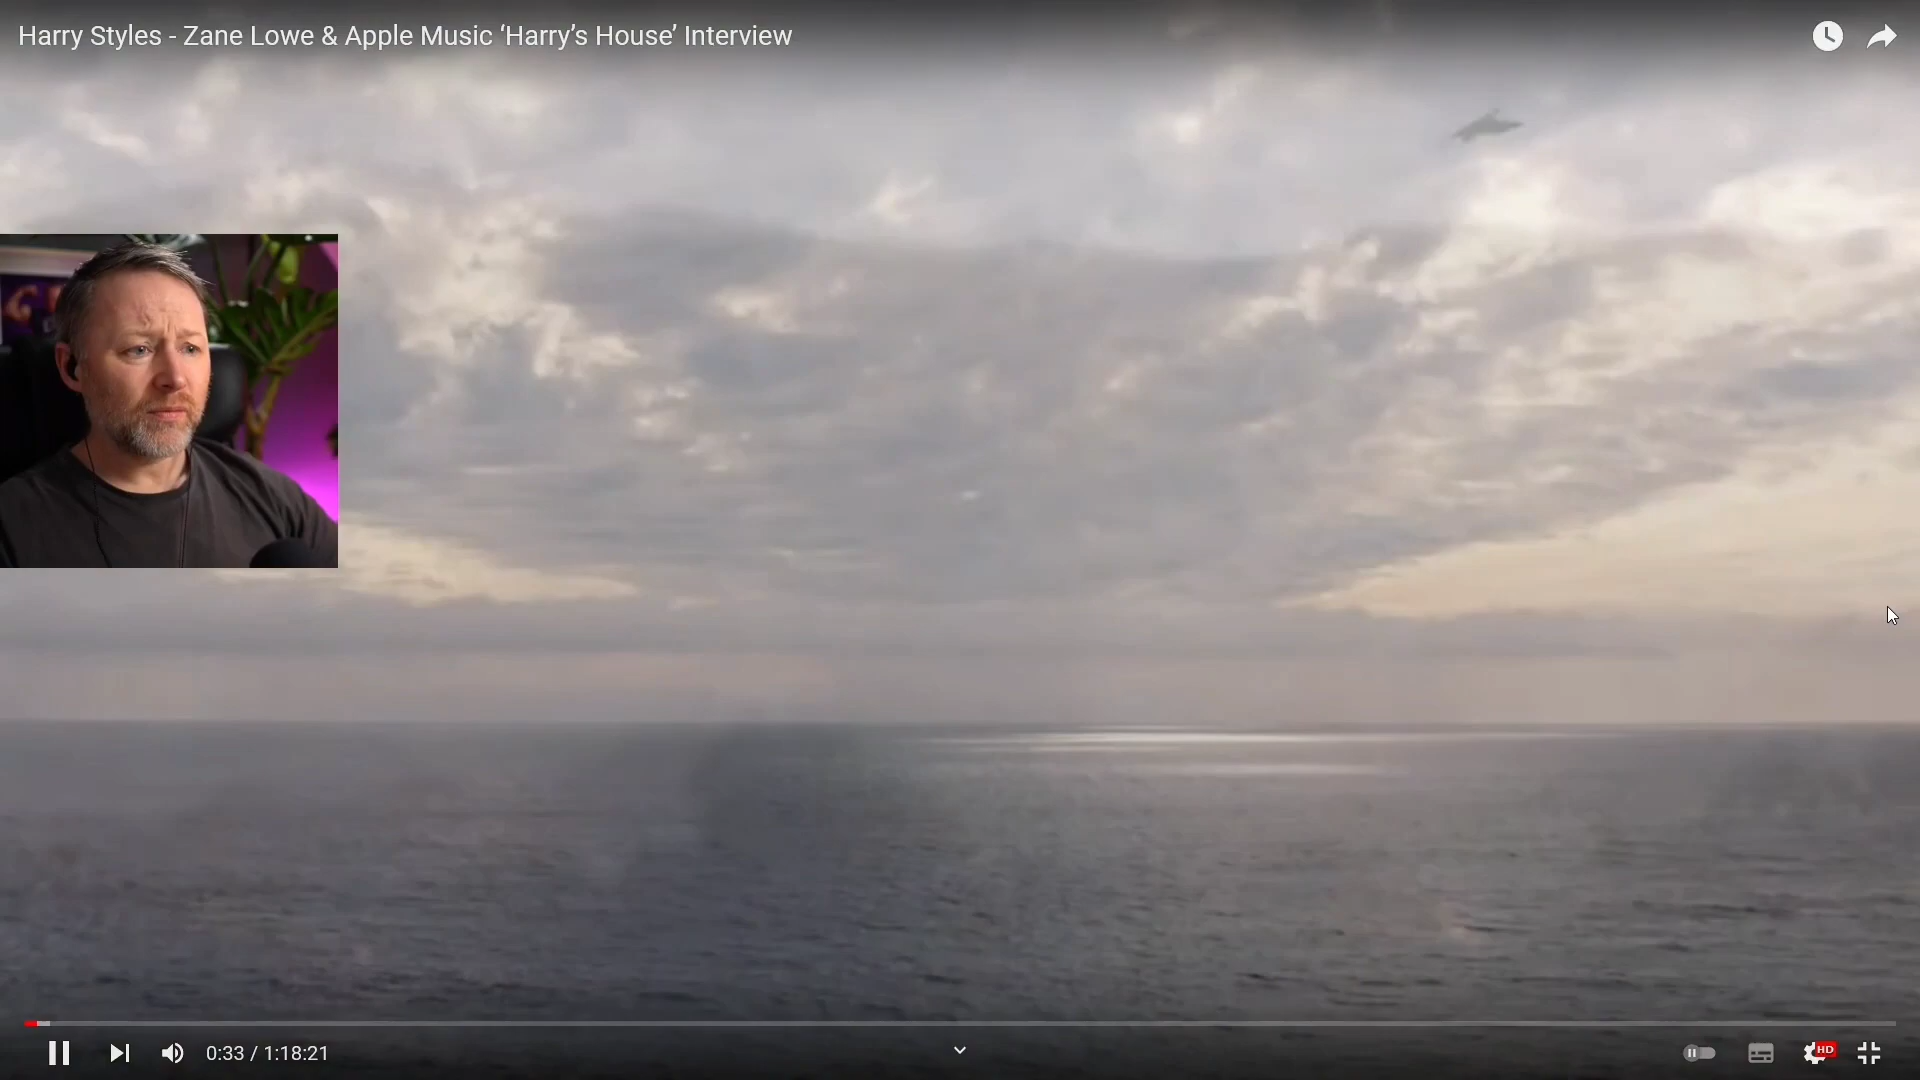 Harry Styles - Zane Lowe & Apple Music ‘Harry’s House’ Interview
0:33 / 1:18:21
HD